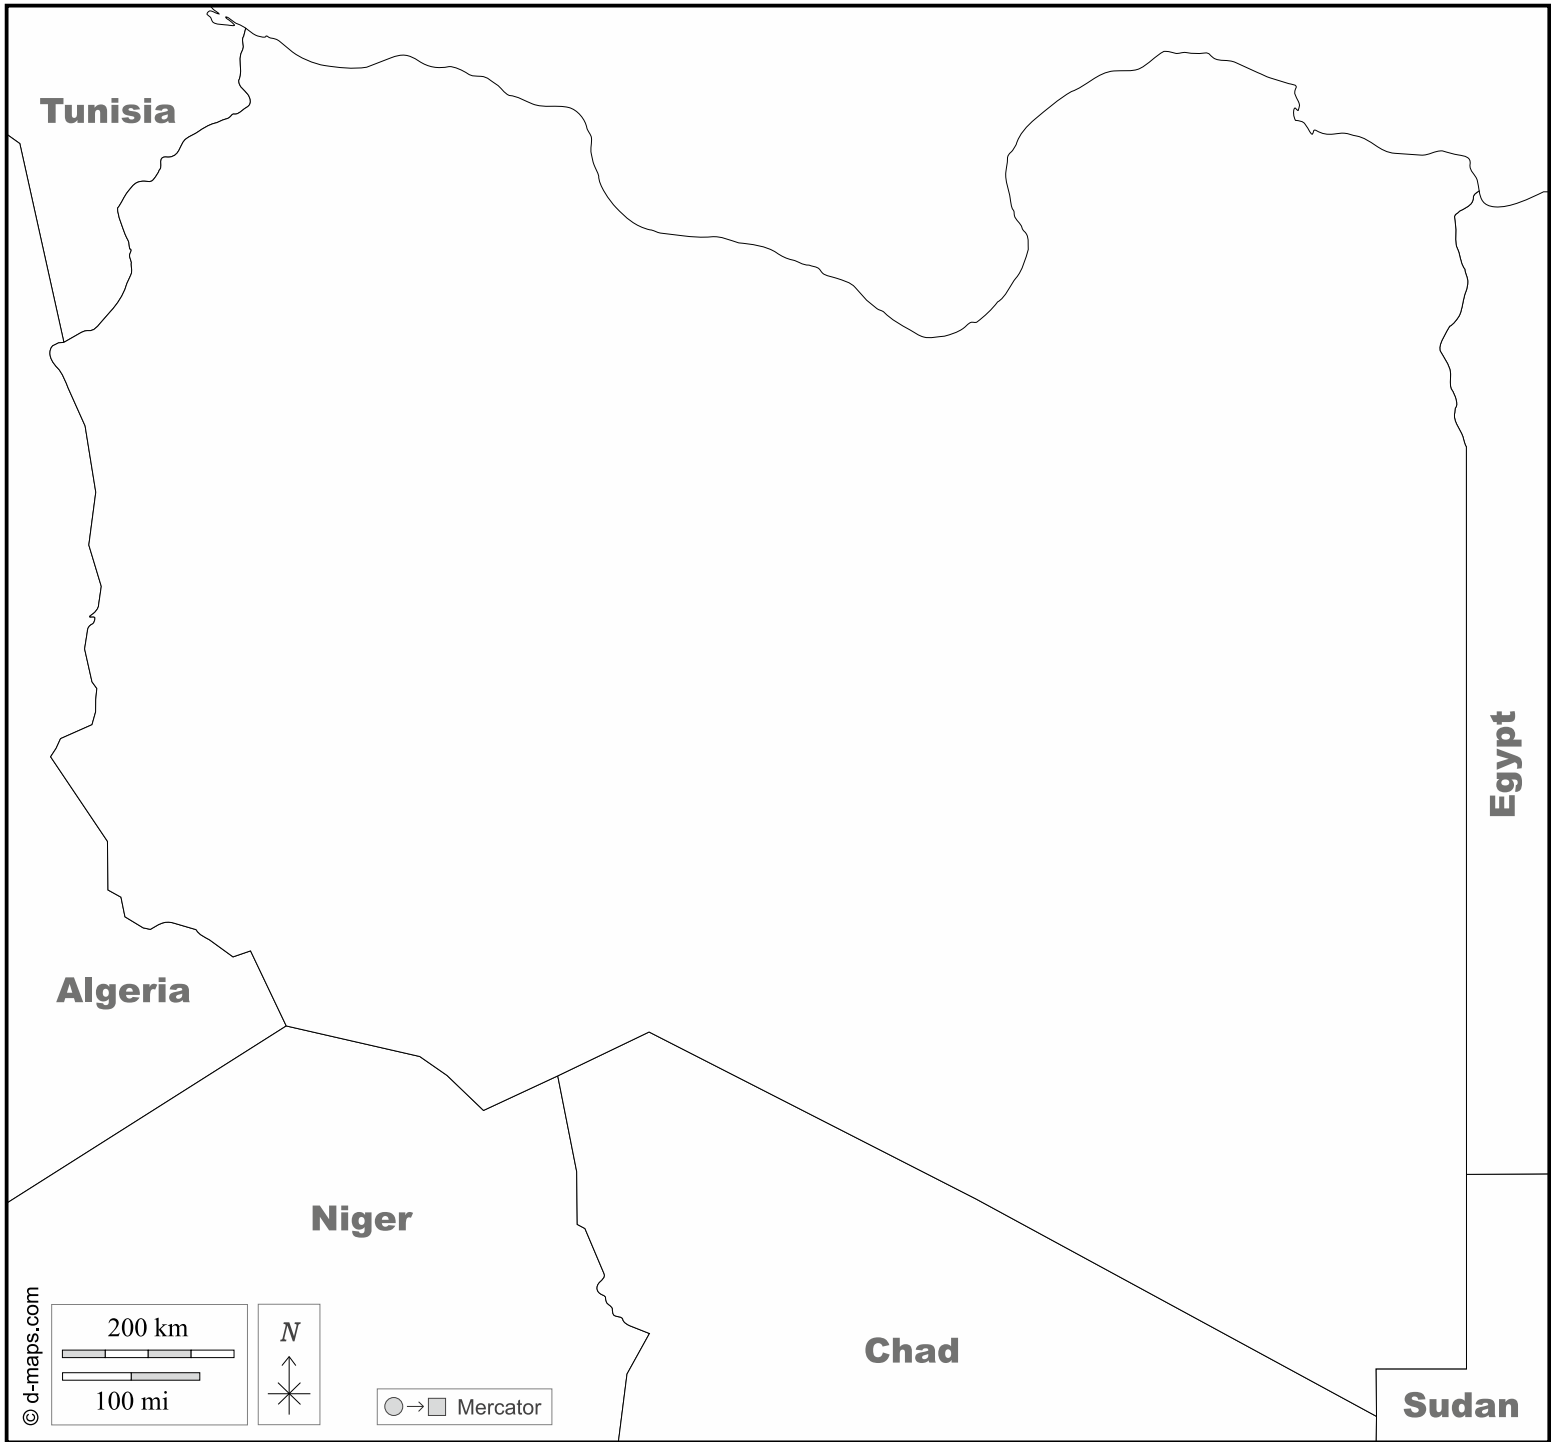 Tunisia
Egypt
Algeria
Niger
Chad
Sudan
© d-maps.com
200 km
100 mi
N
Mercator